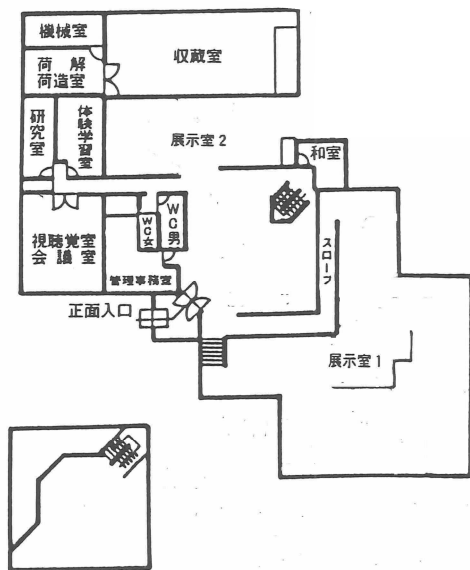 機械室
荷解
荷造室
収蔵室
研究室
体験学習室
展示室2
和室
視聴覚室
会議室
WC女
WC男
スロープ
管理事務室
正面入口
展示室1